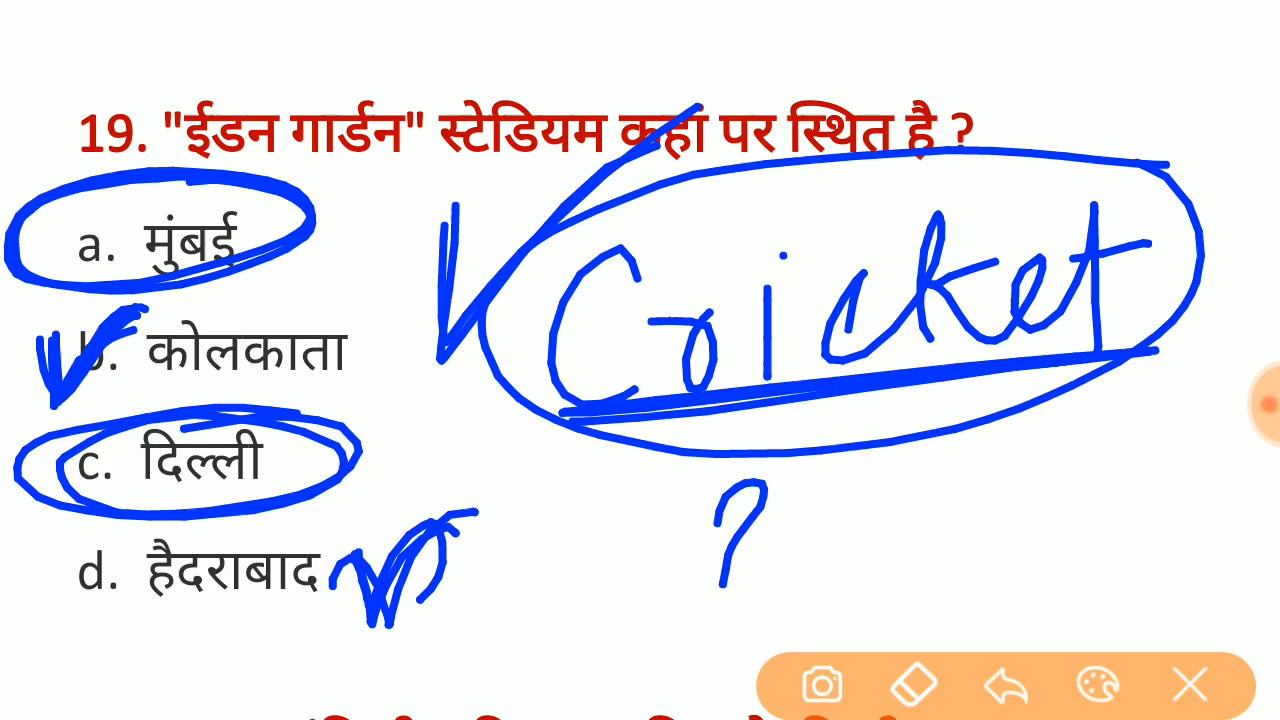 19. "ईडन गार्डन" स्टेडियम कहां पर स्थित है ?
a. मुंबई
b. कोलकाता
Cricket
c. दिल्ली
?
d. हैदराबाद